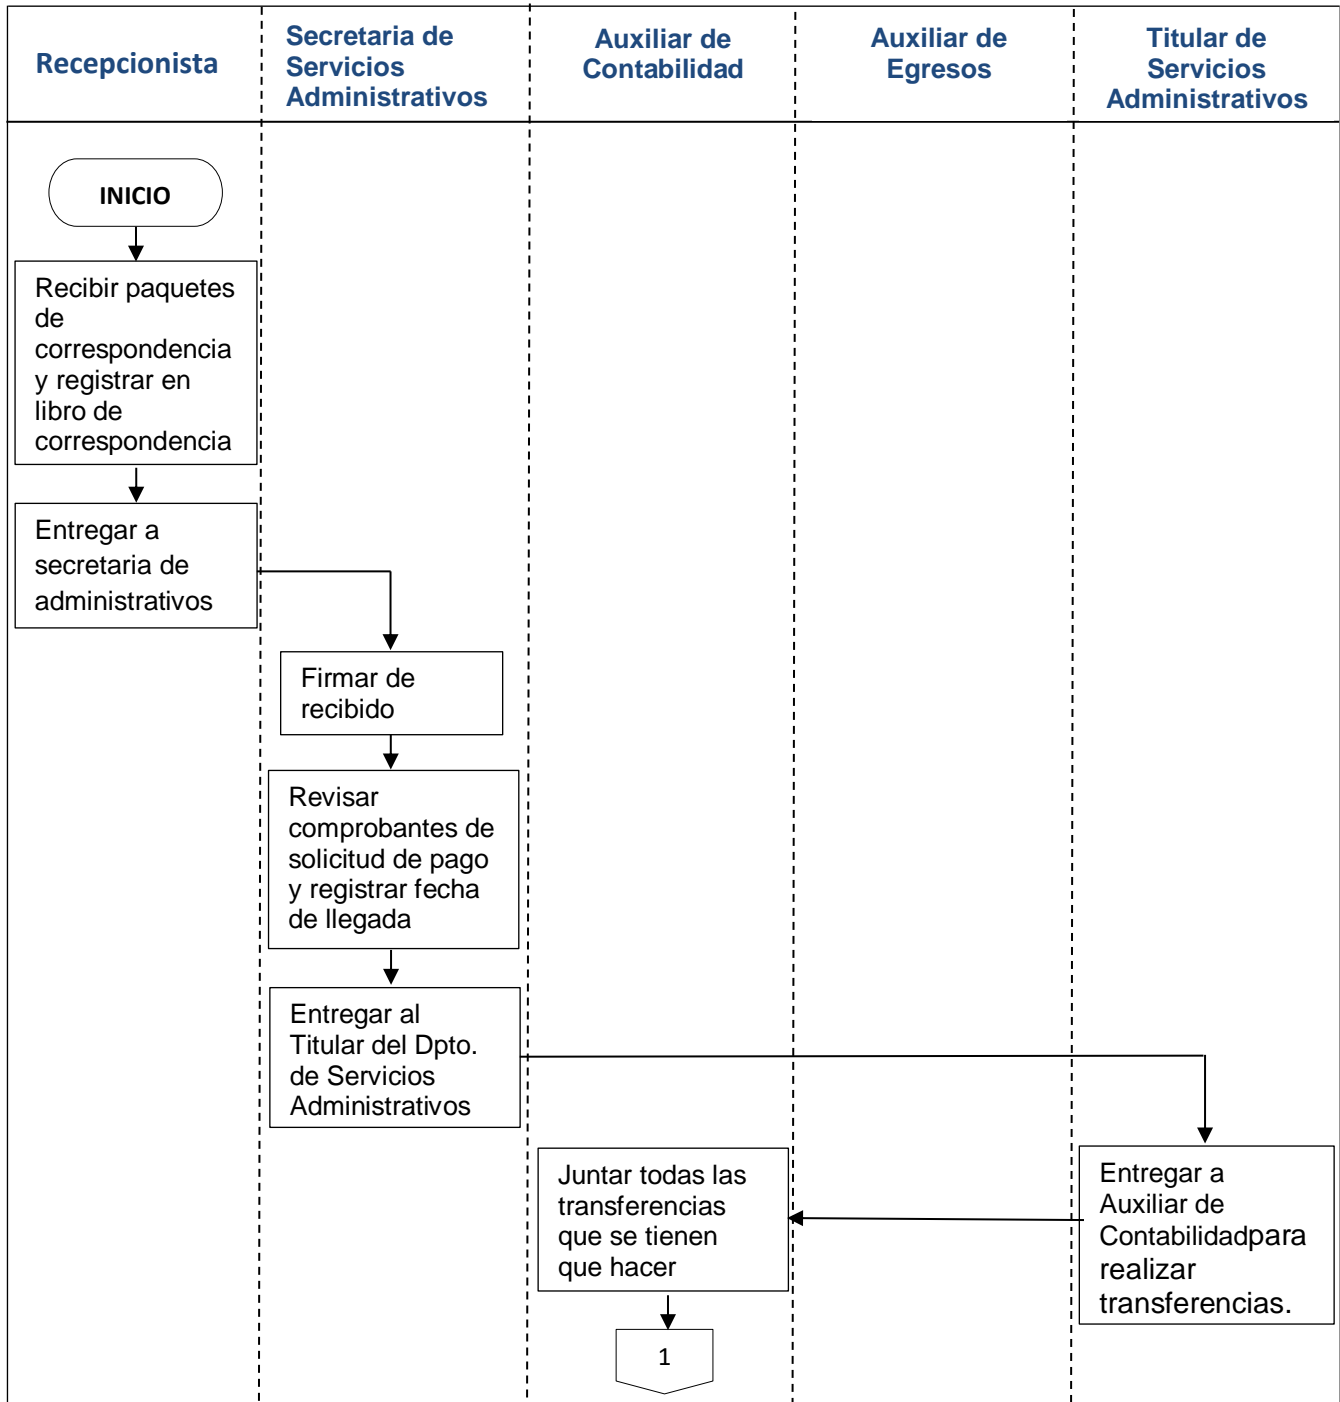 Recepcionista
Secretaria de
Servicios
Administrativos
Auxiliar de
Contabilidad
Auxiliar de
Egresos
Titular de
Servicios
Administrativos
INICIO
Recibir paquetes
de
correspondencia
y registrar en
libro de
correspondencia
Entregar a
secretaria de
administrativos
Firmar de
recibido
Revisar
comprobantes de
solicitud de pago
y registrar fecha
de llegada
Entregar al
Titular del Dpto.
de Servicios
Administrativos
Entregar a
Auxiliar de
Contabilidadpara
realizar
transferencias.
Juntar todas las
transferencias
que se tienen
que hacer
1